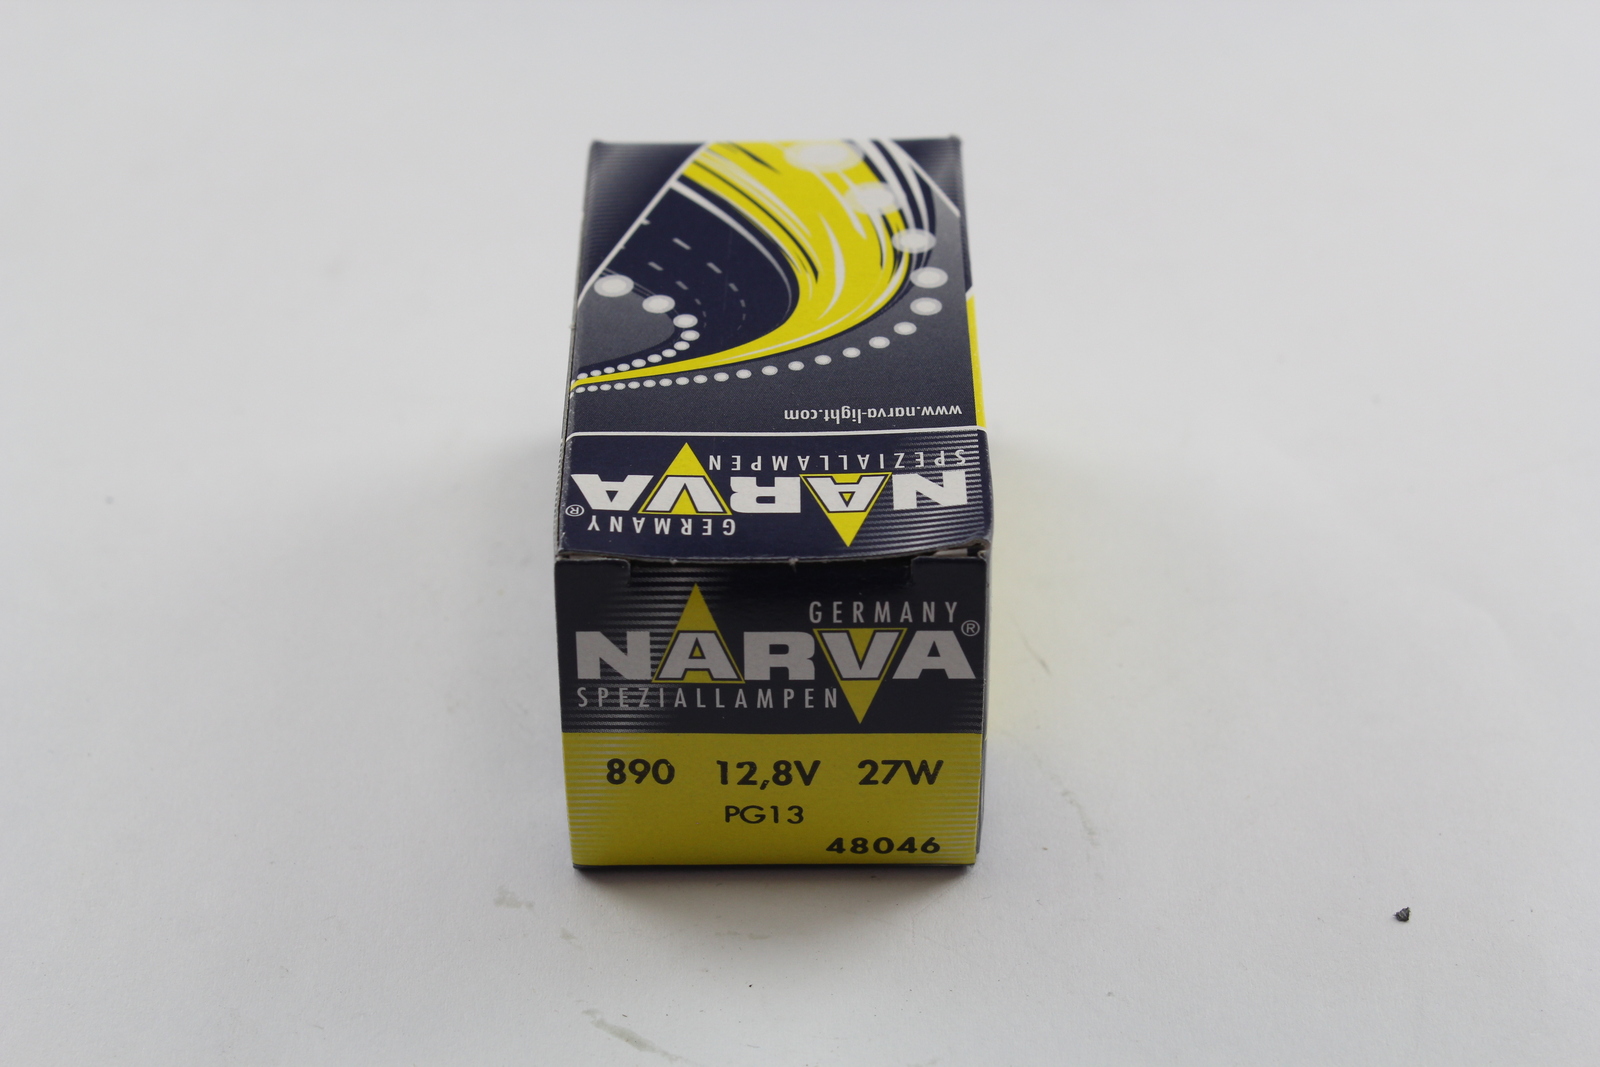 www.narva-light.com
SPEZIALLAMPEN
NARVA®
GERMANY
GERMANY
NARVA®
SPEZIALLAMPEN
890 12,8V 27W
PG13
48046